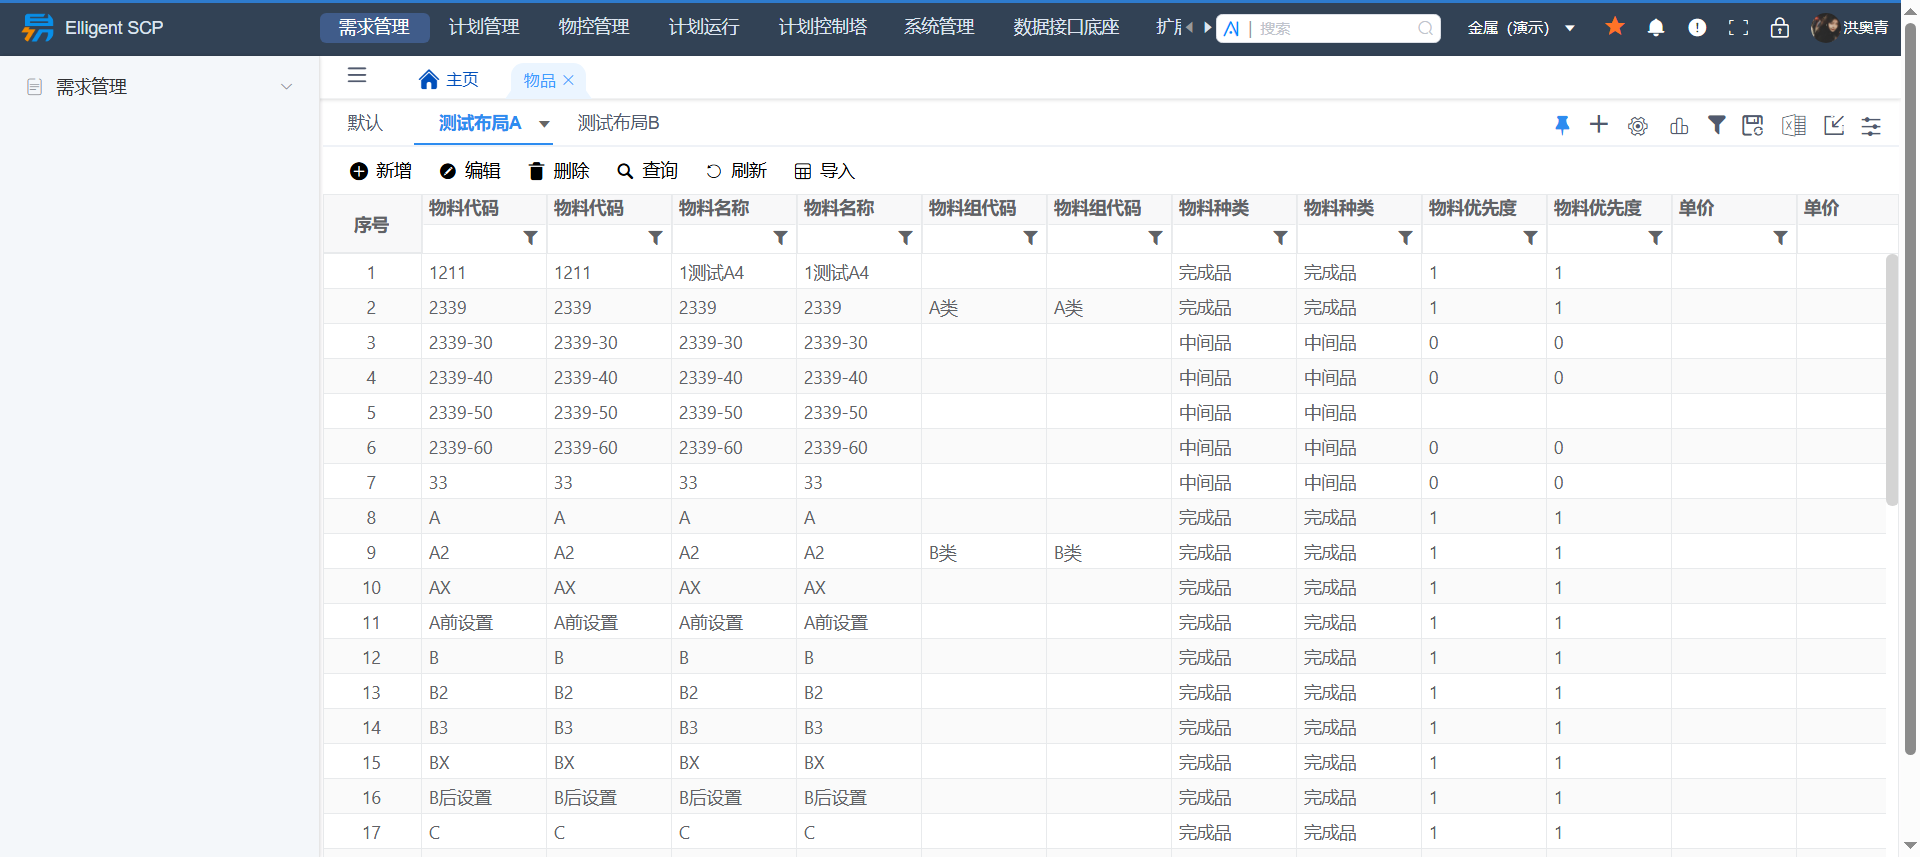 Elligent SCP 需求管理 计划管理 物控管理 计划运行 计划控制塔 系统管理 数据接口底座 AI | 搜索 金属 (演示) 洪奥青
需求管理
主页 物品
默认 测试布局A 测试布局B
新增 编辑 删除 查询 刷新 导入
序号 物料代码 物料代码 物料名称 物料名称 物料组代码 物料组代码 物料种类 物料种类 物料优先度 物料优先度 单价 单价
1 1211 1211 1测试A4 1测试A4 完成品 完成品 1 1
2 2339 2339 2339 2339 A类 A类 完成品 完成品 1 1
3 2339-30 2339-30 2339-30 2339-30 中间品 中间品 0 0
4 2339-40 2339-40 2339-40 2339-40 中间品 中间品 0 0
5 2339-50 2339-50 2339-50 2339-50 中间品 中间品
6 2339-60 2339-60 2339-60 2339-60 中间品 中间品 0 0
7 33 33 33 33 中间品 中间品 0 0
8 A A A A 完成品 完成品 1 1
9 A2 A2 A2 A2 B类 B类 完成品 完成品 1 1
10 AX AX AX AX 完成品 完成品 1 1
11 A前设置 A前设置 A前设置 A前设置 完成品 完成品 1 1
12 B B B B 完成品 完成品 1 1
13 B2 B2 B2 B2 完成品 完成品 1 1
14 B3 B3 B3 B3 完成品 完成品 1 1
15 BX BX BX BX 完成品 完成品 1 1
16 B后设置 B后设置 B后设置 B后设置 完成品 完成品 1 1
17 C C C C 完成品 完成品 1 1